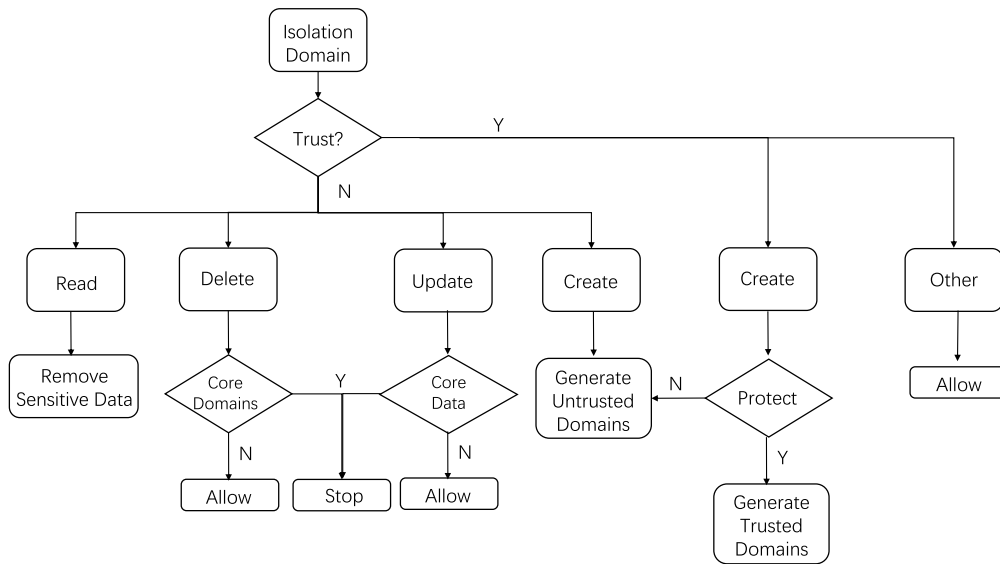 Isolation
Domain
Trust?
Y
N
Read
Delete
Update
Create
Create
Other
Remove
Sensitive Data
Core
Domains
Y
Core
Data
Generate
Untrusted
Domains
N
Protect
Allow
N
N
Y
Allow
Stop
Allow
Generate
Trusted
Domains